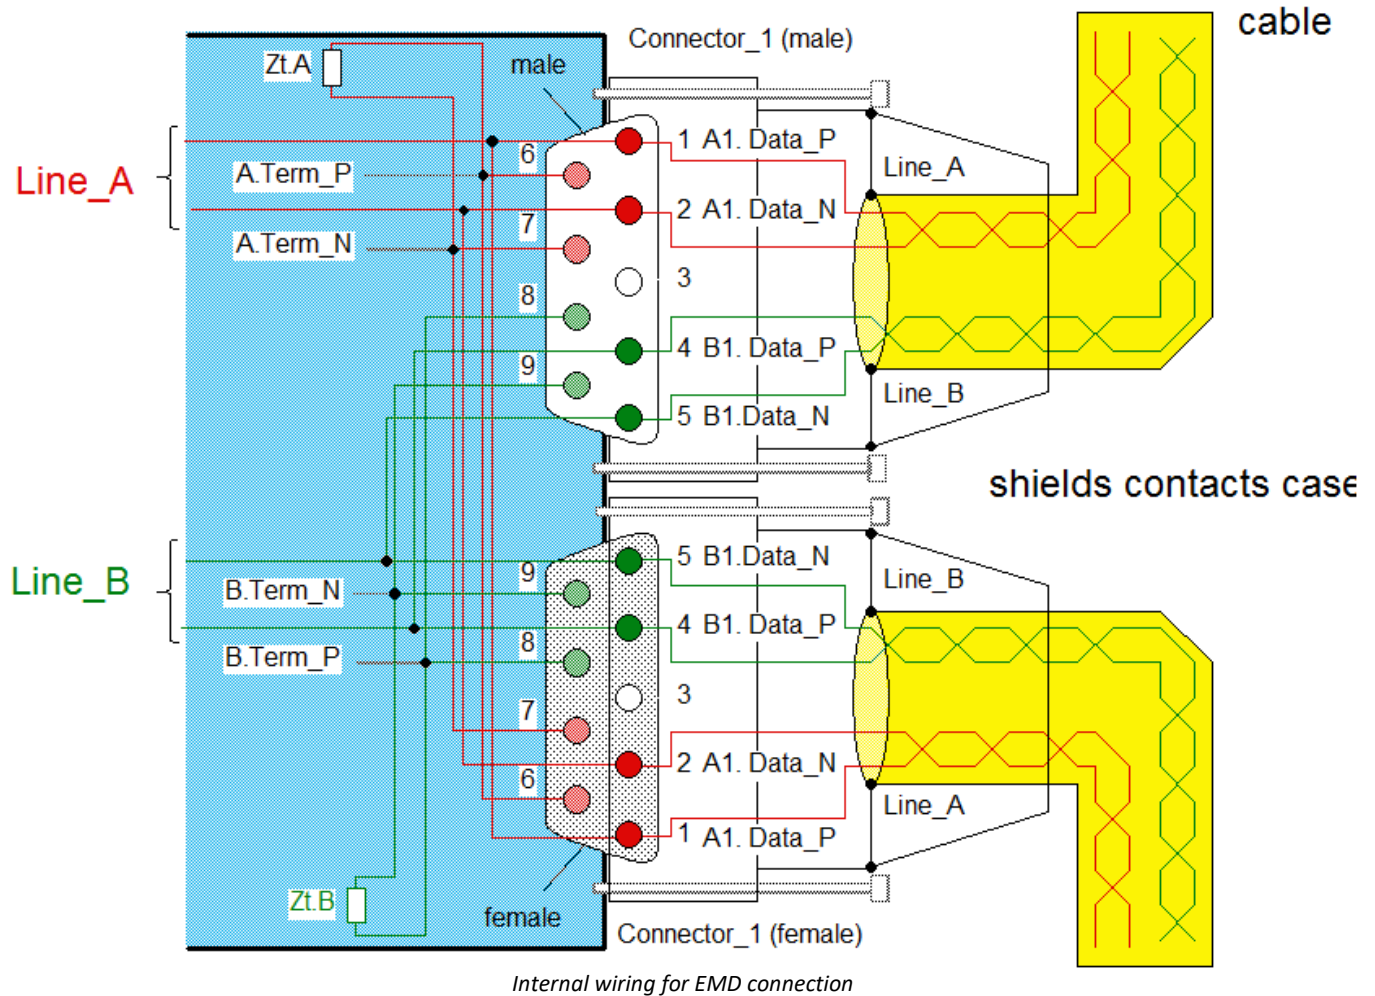 cable
Connector_1 (male)
Zt.A
male
1 A1. Data_P
6
Line_A
A.Term_P
Line_A
2 A1. Data_N
7
A.Term_N
3
8
4 B1. Data_P
9
Line_B
5 B1.Data_N
shields contacts case
5 B1.Data_N
9
Line_B
Line_B
B.Term_N
4 B1. Data_P
8
B.Term_P
3
7
2 A1. Data_N
6
Line_A
1 A1. Data_P
Zt.B
female
Connector_1 (female)
Internal wiring for EMD connection